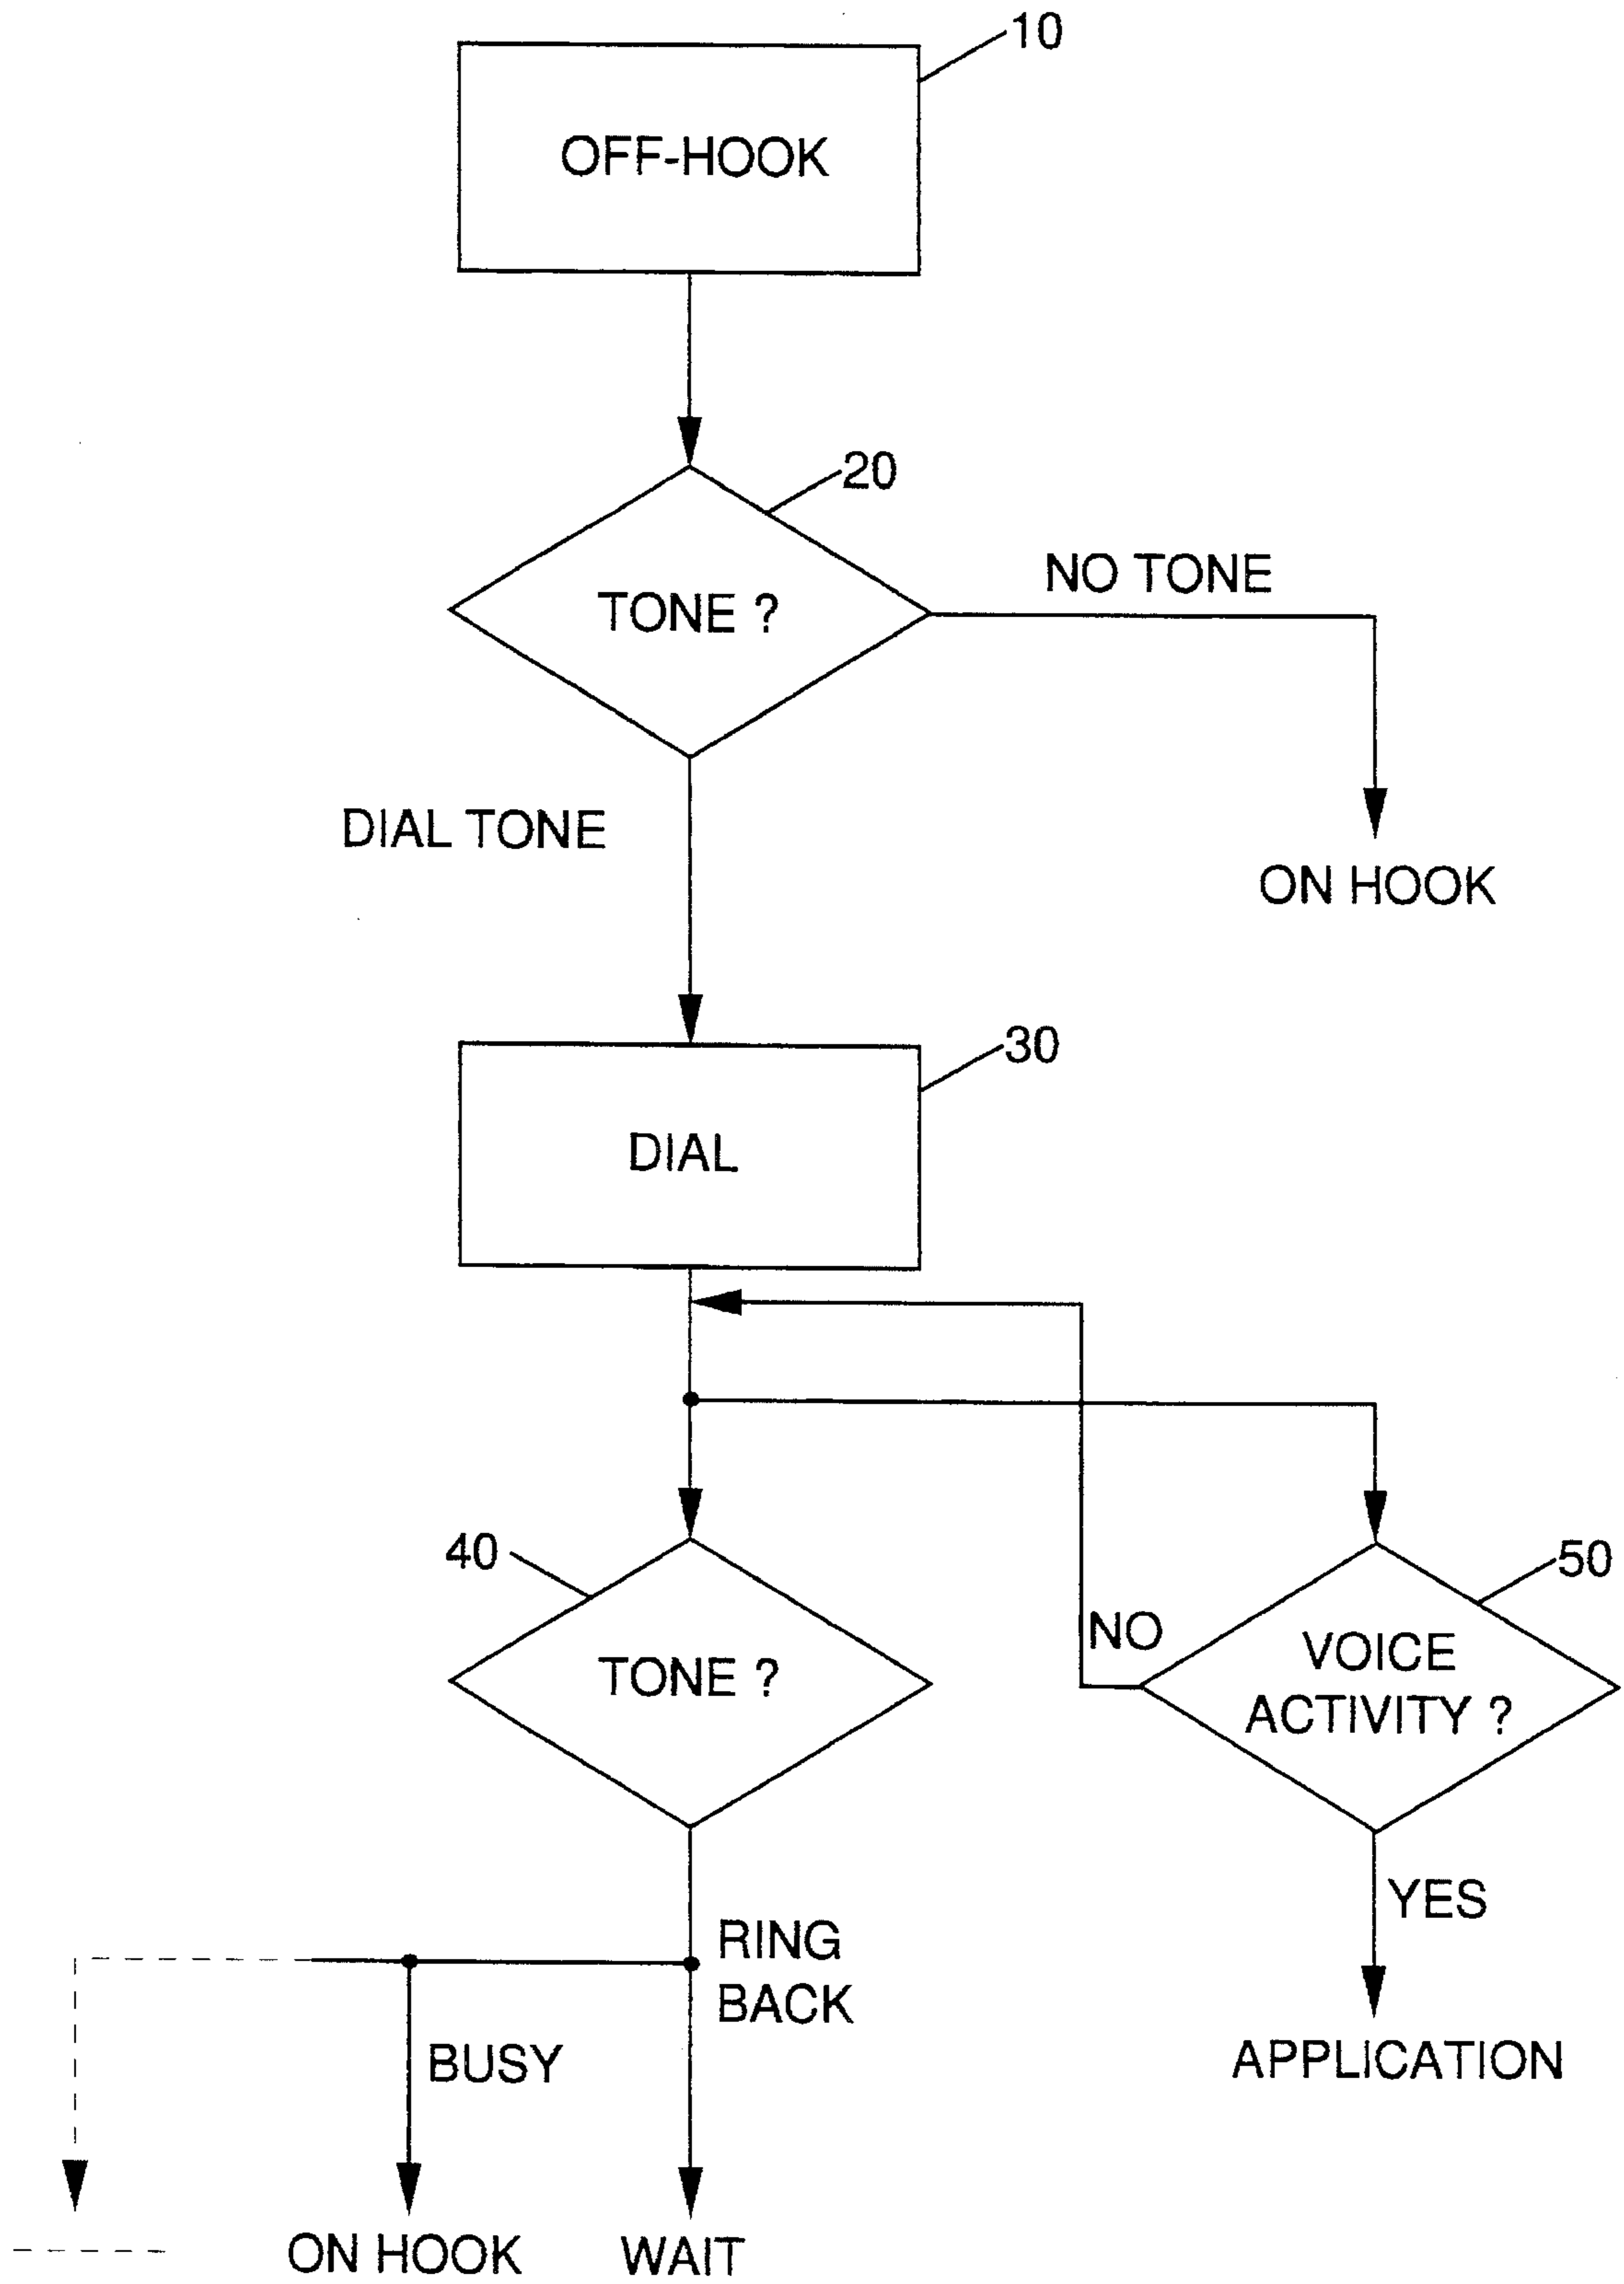 10
OFF-HOOK
20
NO TONE
TONE ?
DIAL TONE
ON HOOK
30
DIAL
40
50
NO
VOICE
ACTIVITY ?
TONE ?
YES
RING
BACK
BUSY
APPLICATION
ON HOOK
WAIT